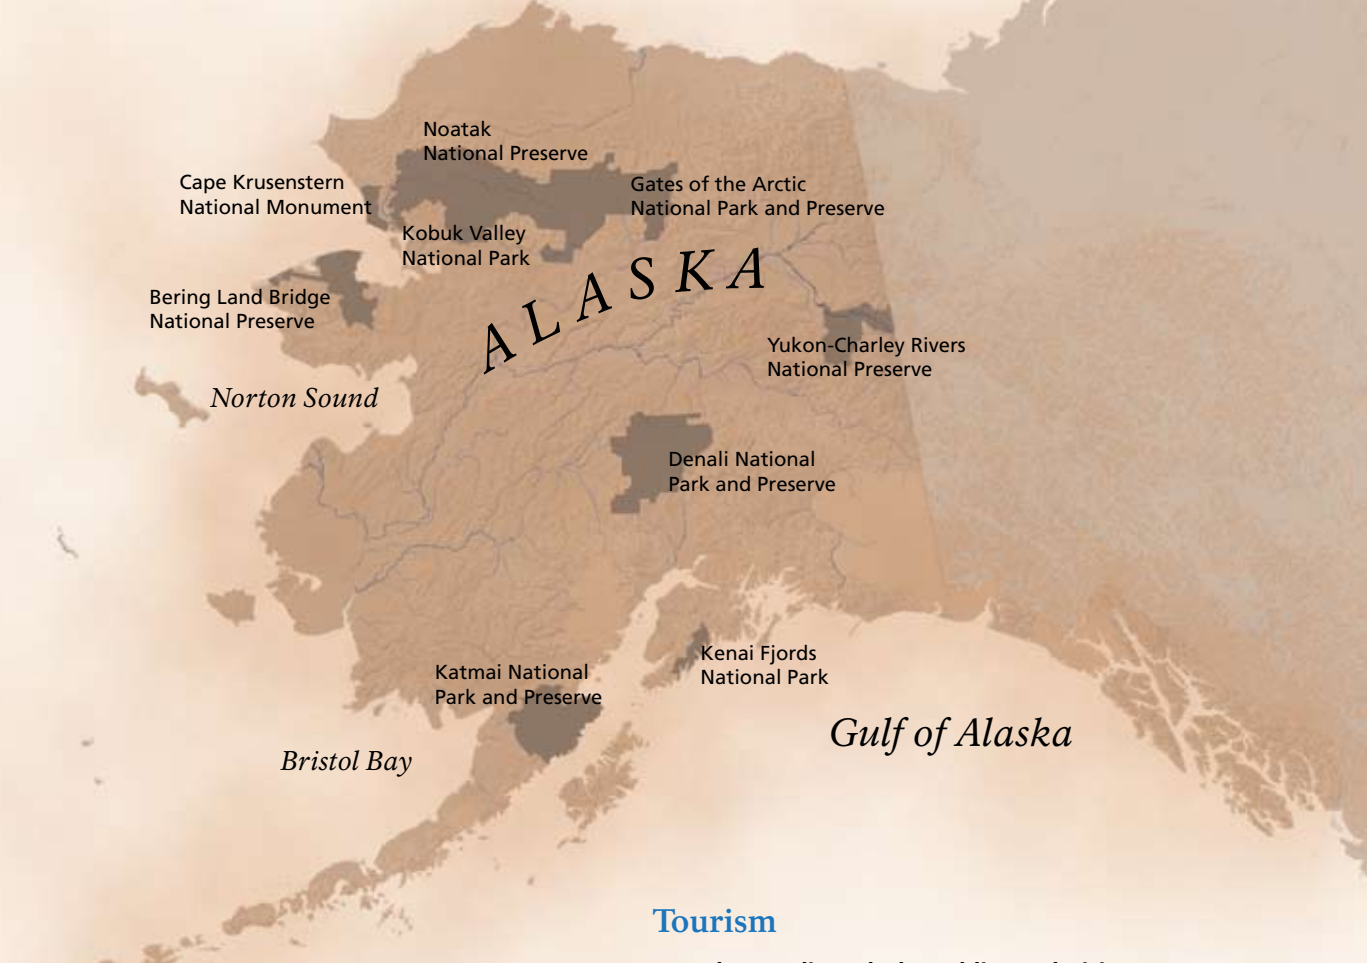 Noatak
National Preserve
Cape Krusenstern
National Monument
Gates of the Arctic
National Park and Preserve
Kobuk Valley
National Park
ALASKA
Bering Land Bridge
National Preserve
Yukon-Charley Rivers
National Preserve
Norton Sound
Denali National
Park and Preserve
Kenai Fjords
National Park
Katmai National
Park and Preserve
Gulf of Alaska
Bristol Bay
Tourism